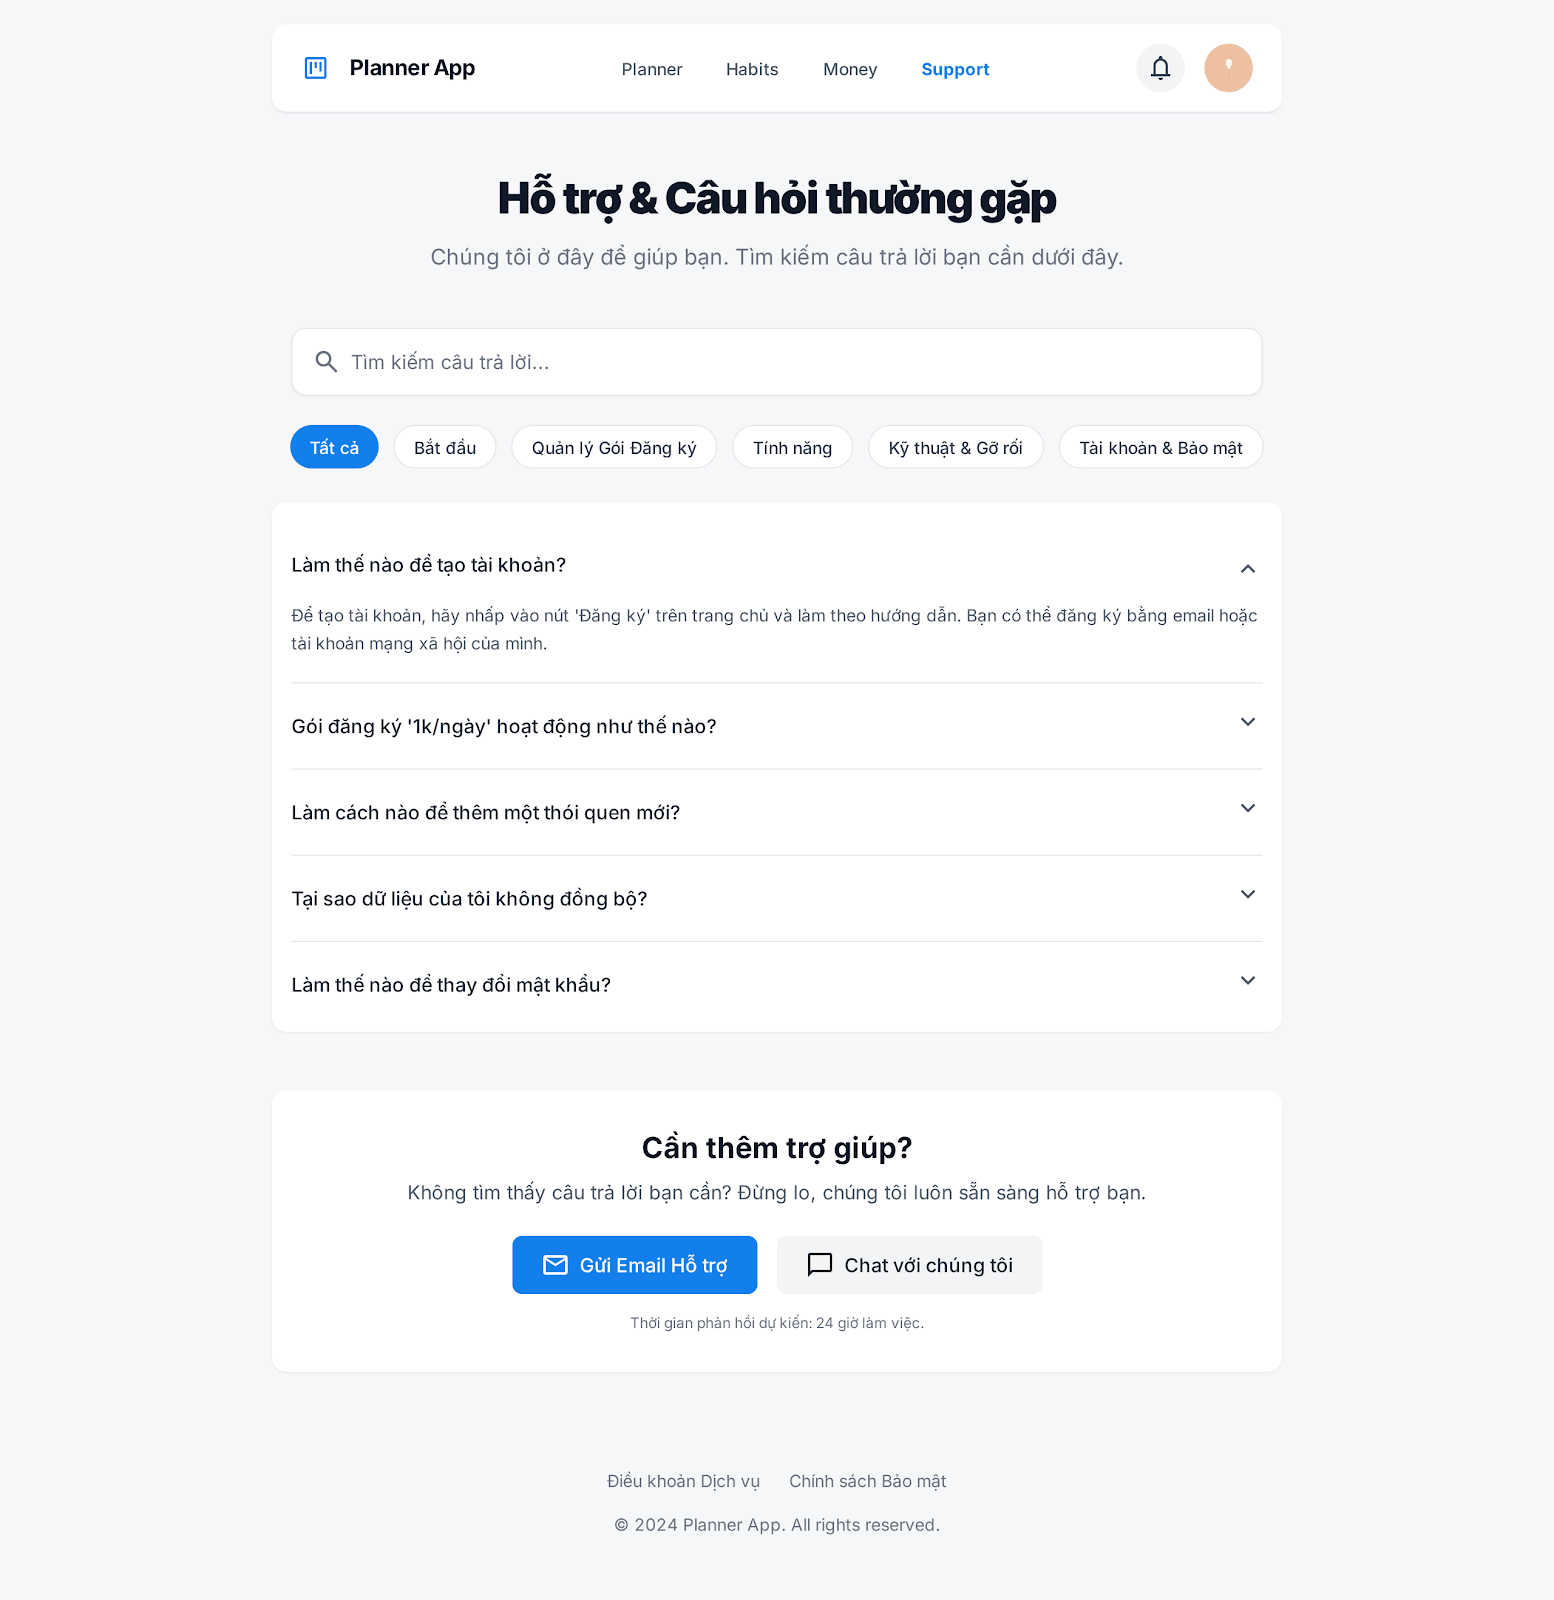 Planner App
Planner
Habits
Money
Support
Hỗ trợ & Câu hỏi thường gặp
Chúng tôi ở đây để giúp bạn. Tìm kiếm câu trả lời bạn cần dưới đây.
Tìm kiếm câu trả lời...
Tất cả
Bắt đầu
Quản lý Gói Đăng ký
Tính năng
Kỹ thuật & Gỡ rối
Tài khoản & Bảo mật
Làm thế nào để tạo tài khoản?
Để tạo tài khoản, hãy nhấp vào nút 'Đăng ký' trên trang chủ và làm theo hướng dẫn. Bạn có thể đăng ký bằng email hoặc
tài khoản mạng xã hội của mình.
Gói đăng ký '1k/ngày' hoạt động như thế nào?
Làm cách nào để thêm một thói quen mới?
Tại sao dữ liệu của tôi không đồng bộ?
Làm thế nào để thay đổi mật khẩu?
Cần thêm trợ giúp?
Không tìm thấy câu trả lời bạn cần? Đừng lo, chúng tôi luôn sẵn sàng hỗ trợ bạn.
Gửi Email Hỗ trợ
Chat với chúng tôi
Thời gian phản hồi dự kiến: 24 giờ làm việc.
Điều khoản Dịch vụ
Chính sách Bảo mật
© 2024 Planner App. All rights reserved.